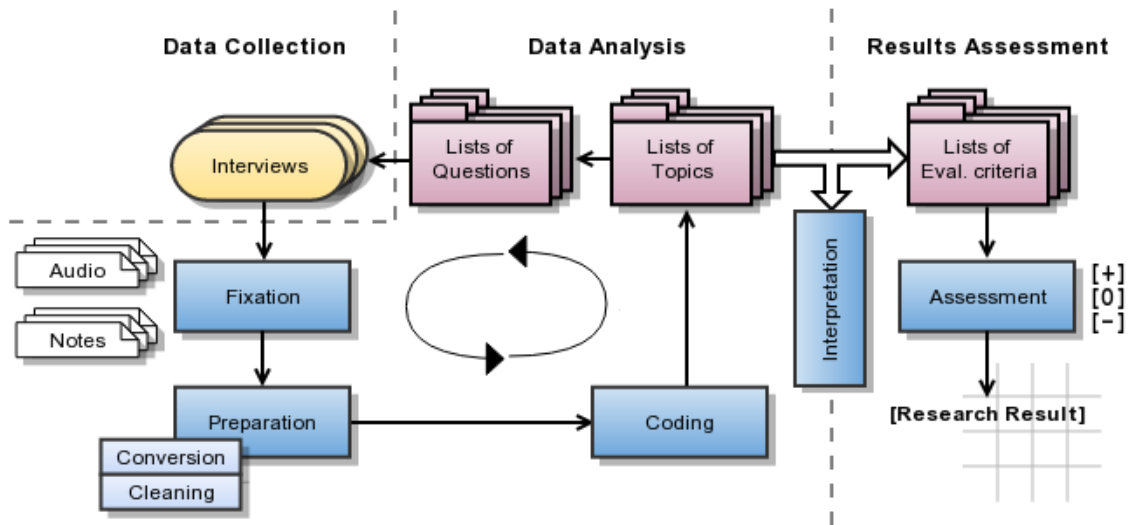 Data Collection
Data Analysis
Results Assessment
Interviews
Lists of
Questions
Lists of
Topics
Lists of
Eval. criteria
Audio
Notes
Fixation
Interpretation
Assessment
[+]
[0]
[−]
Preparation
Conversion
Cleaning
Coding
[Research Result]